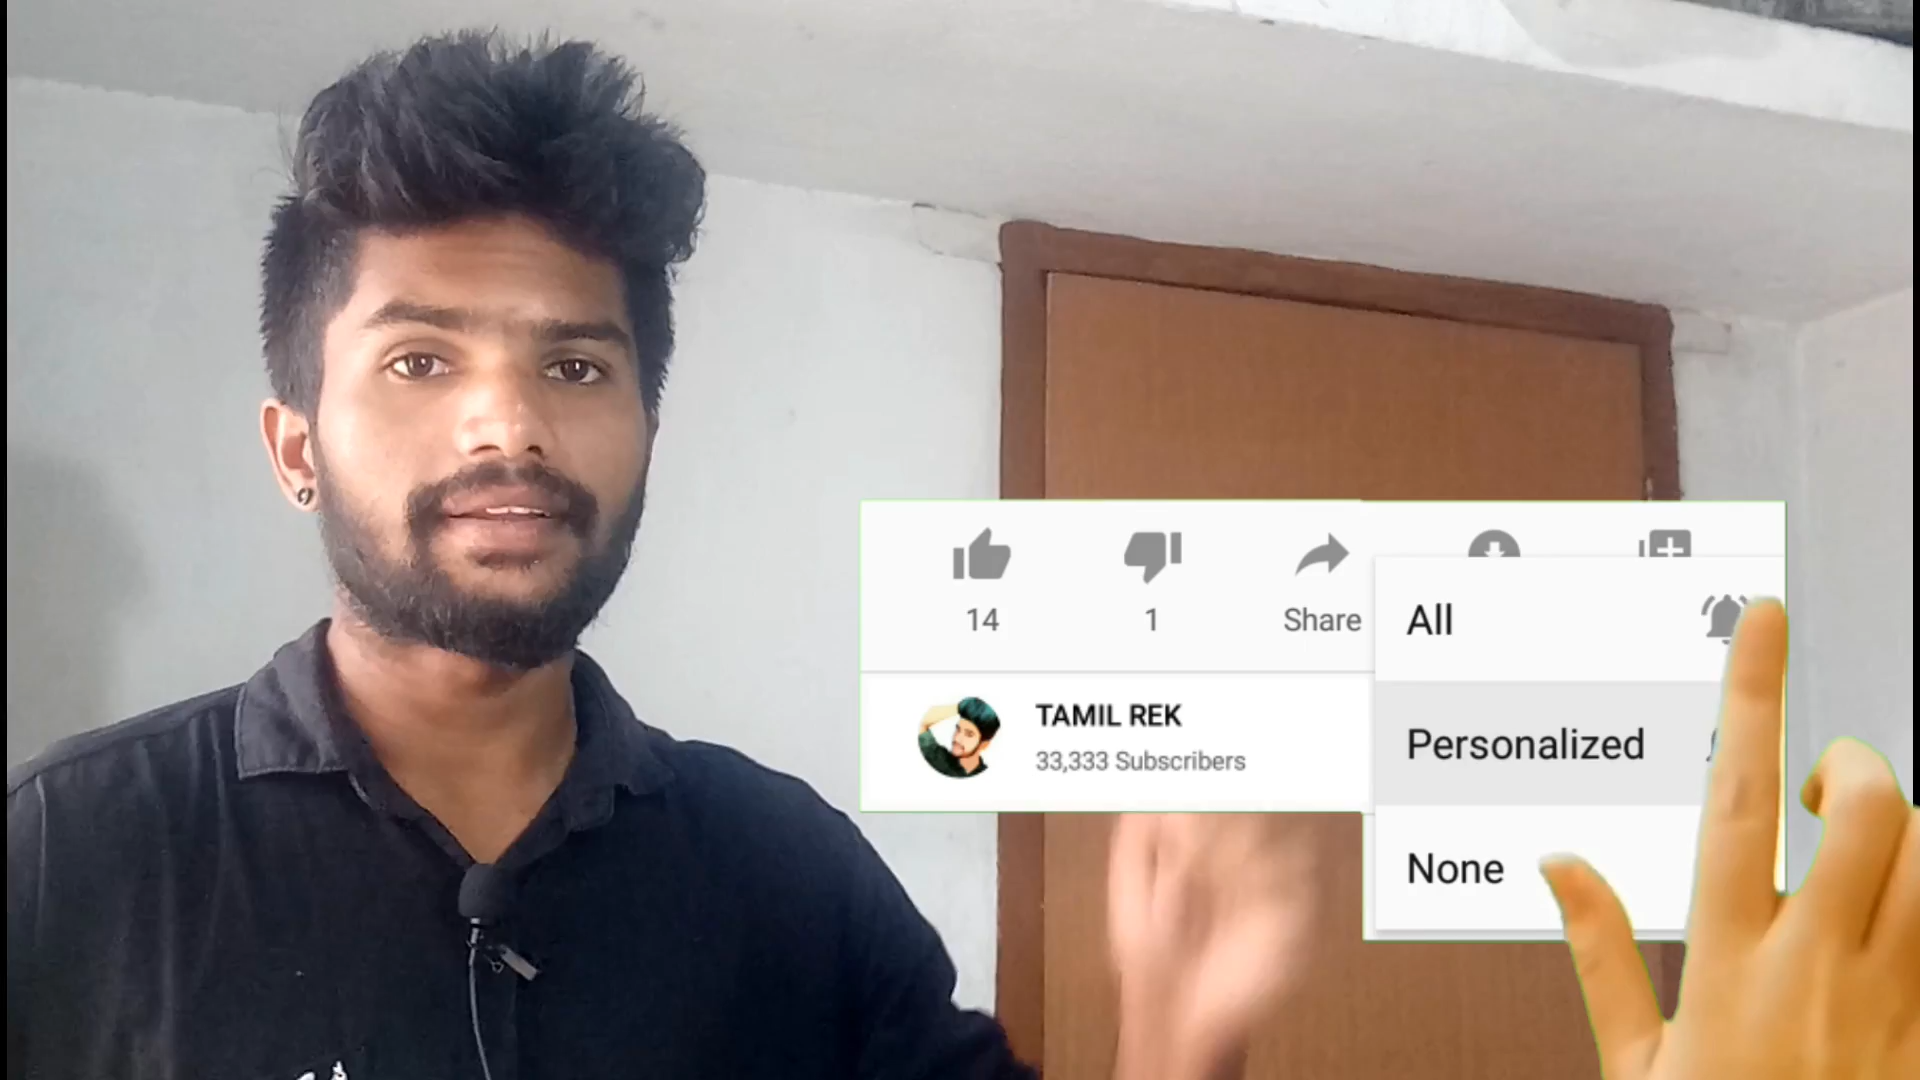 14
1
Share
All
TAMIL REK
33,333 Subscribers
Personalized
None